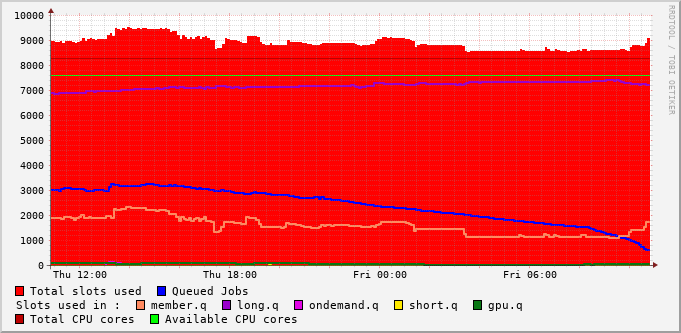 10000
9000
8000
7000
6000
5000
4000
3000
2000
1000
0
Thu 12:00 Thu 18:00 Fri 00:00 Fri 06:00
Total slots used Queued Jobs
Slots used in : member.q long.q ondemand.q short.q gpu.q
Total CPU cores Available CPU cores
RRDTOOL / TOBI OETIKER